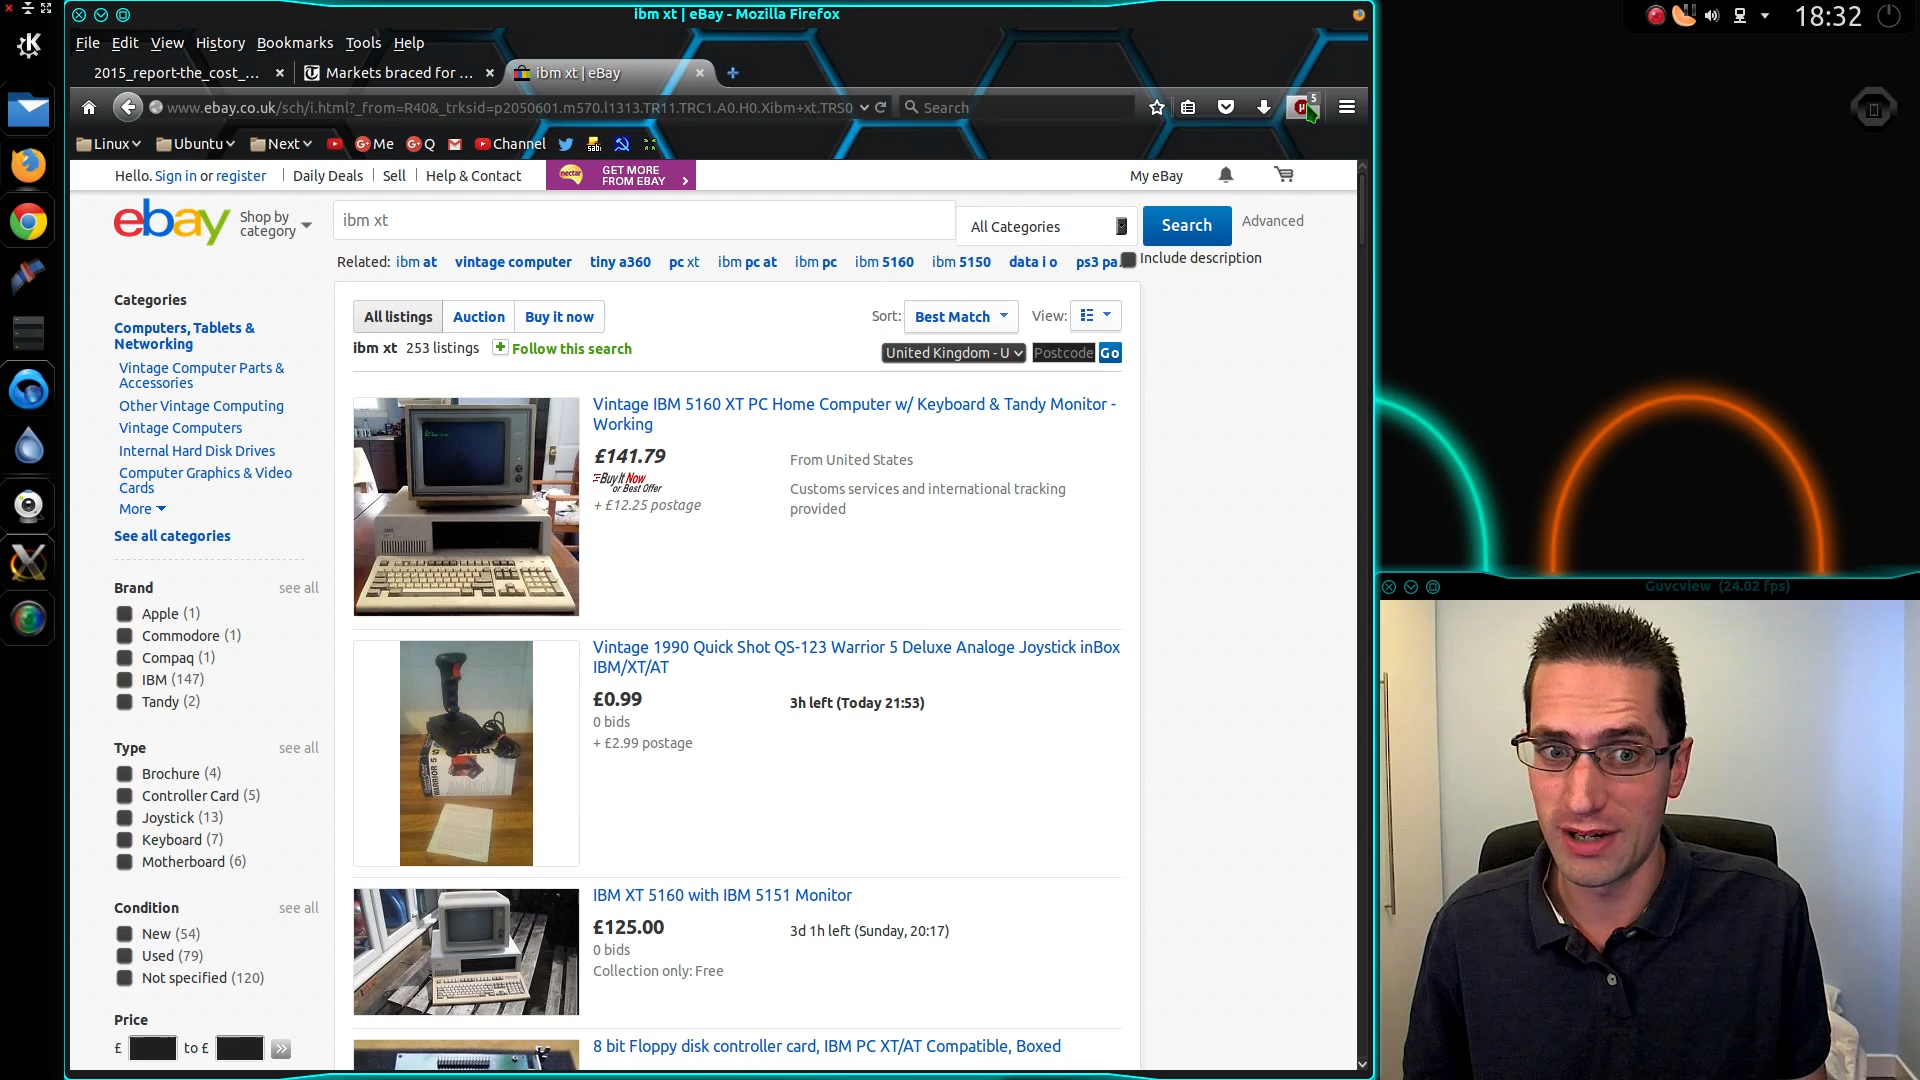 ibm xt | eBay - Mozilla Firefox
18:32
File Edit View History Bookmarks Tools Help
2015_report-the_cost_... × Markets braced for ... × ibm xt | eBay ×
www.ebay.co.uk/sch/i.html?_from=R40&_trksid=p2050601.m570.l1313.TR11.TRC1.A0.H0.Xibm+xt.TRS0 Search 5
Linux Ubuntu Next Me Q Channel
Hello. Sign in or register Daily Deals Sell Help & Contact
nectar
GET MORE
FROM EBAY
My eBay
ebay
Shop by
category
ibm xt
All Categories
Search
Advanced
Related: ibm at vintage computer tiny a360 pc xt ibm pc at ibm pc ibm 5160 ibm 5150 data i o ps3 pa...
Include description
Categories
Computers, Tablets &
Networking
Vintage Computer Parts &
Accessories
Other Vintage Computing
Vintage Computers
Internal Hard Disk Drives
Computer Graphics & Video
Cards
More
See all categories
Brand see all
Apple (1)
Commodore (1)
Compaq (1)
IBM (147)
Tandy (2)
Type see all
Brochure (4)
Controller Card (5)
Joystick (13)
Keyboard (7)
Motherboard (6)
Condition see all
New (54)
Used (79)
Not specified (120)
Price
£ to £
All listings Auction Buy it now
Sort: Best Match View:
ibm xt 253 listings Follow this search
United Kingdom - U Postcode Go
Vintage IBM 5160 XT PC Home Computer w/ Keyboard & Tandy Monitor -
Working
£141.79
Buy It Now
or Best Offer
+ £12.25 postage
From United States
Customs services and international tracking
provided
Vintage 1990 Quick Shot QS-123 Warrior 5 Deluxe Analoge Joystick inBox
IBM/XT/AT
£0.99
0 bids
+ £2.99 postage
3h left (Today 21:53)
WARRIOR 5
IBM XT 5160 with IBM 5151 Monitor
£125.00
0 bids
Collection only: Free
3d 1h left (Sunday, 20:17)
8 bit Floppy disk controller card, IBM PC XT/AT Compatible, Boxed
Guvcview (24.02 fps)